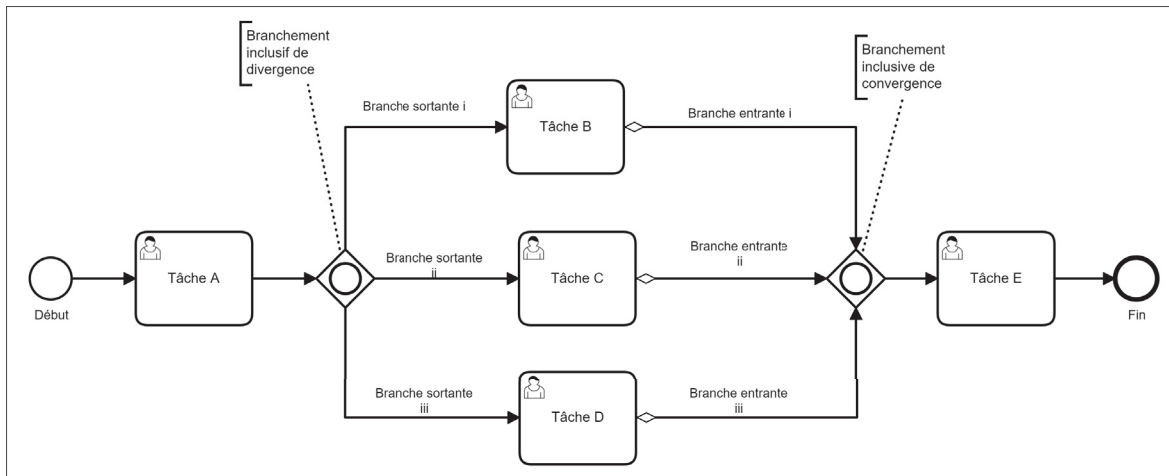 Branchement
inclusif de
divergence
Branchement
inclusive de
convergence
Branche sortante i
Tâche B
Branche entrante i
Tâche A
Branche sortante
ii
Tâche C
Branche entrante
ii
Tâche E
Début
Fin
Branche sortante
iii
Tâche D
Branche entrante
iii